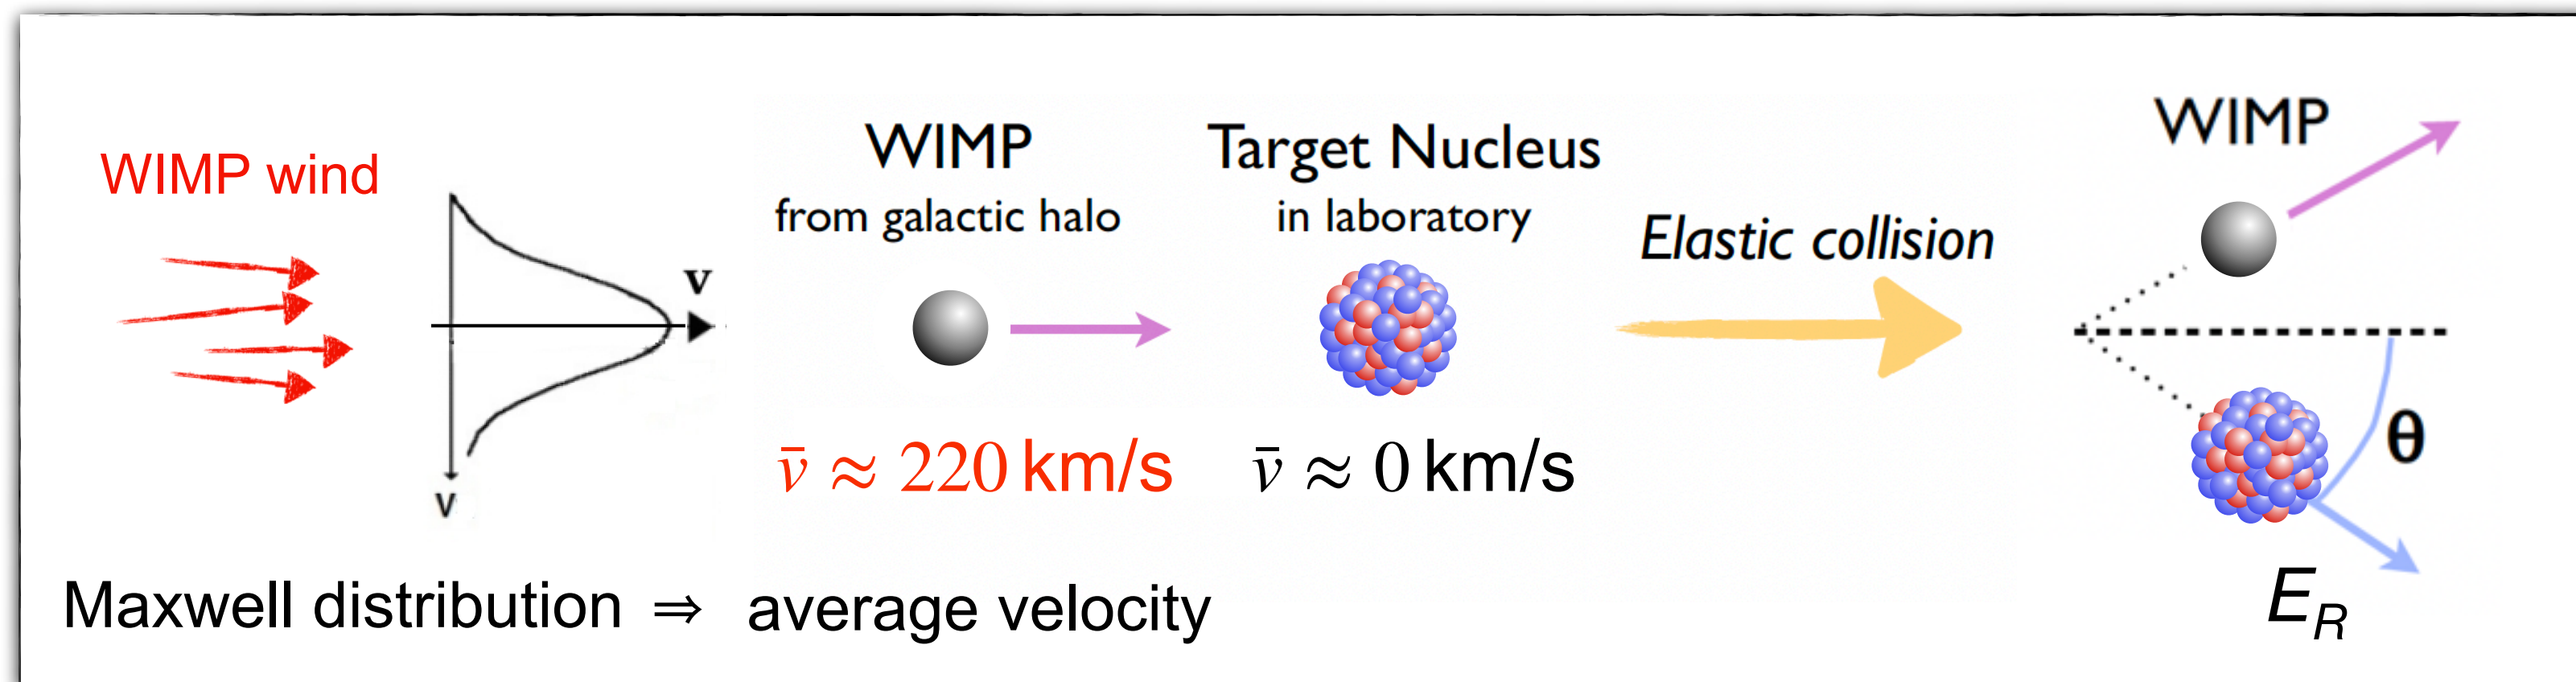 WIMP wind
v
v
WIMP
from galactic halo
v̄ ≈ 220 km/s
Target Nucleus
in laboratory
v̄ ≈ 0 km/s
Elastic collision
WIMP
θ
E_R
Maxwell distribution ⇒ average velocity